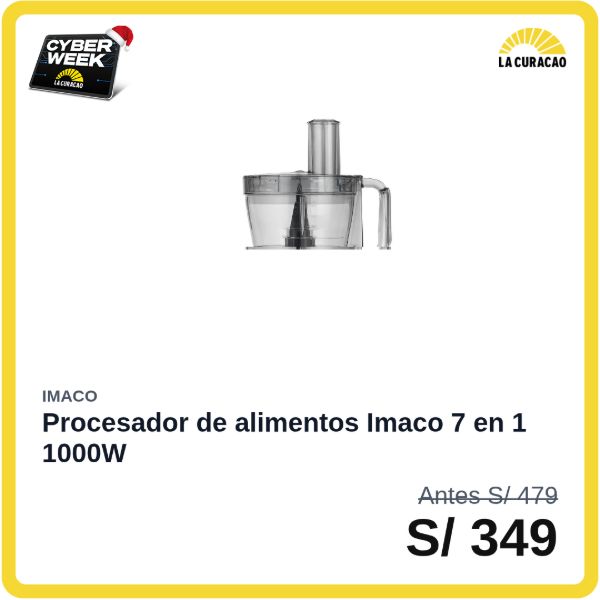 CYBER
WEEK
LA CURACAO
LA CURACAO
IMACO
Procesador de alimentos Imaco 7 en 1
1000W
Antes S/ 479
S/ 349